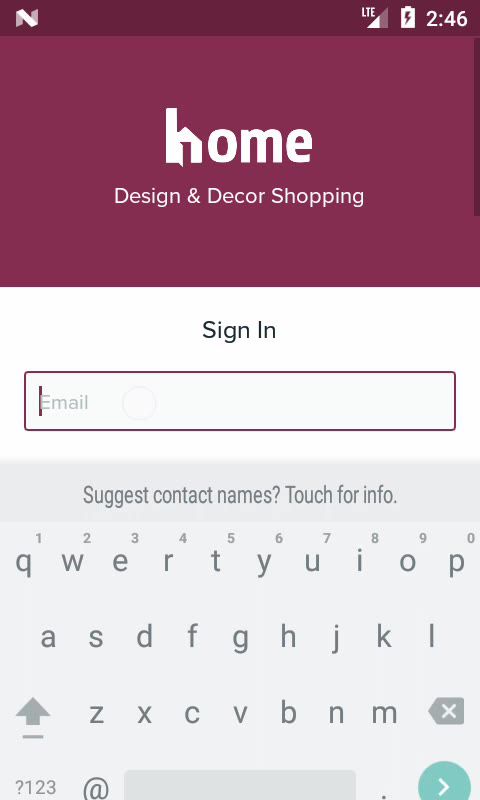 LTE 2:46
home
Design & Decor Shopping
Sign In
Email
Suggest contact names? Touch for info.
1 2 3 4 5 6 7 8 9 0
q w e r t y u i o p
a s d f g h j k l
z x c v b n m
?123 @ .